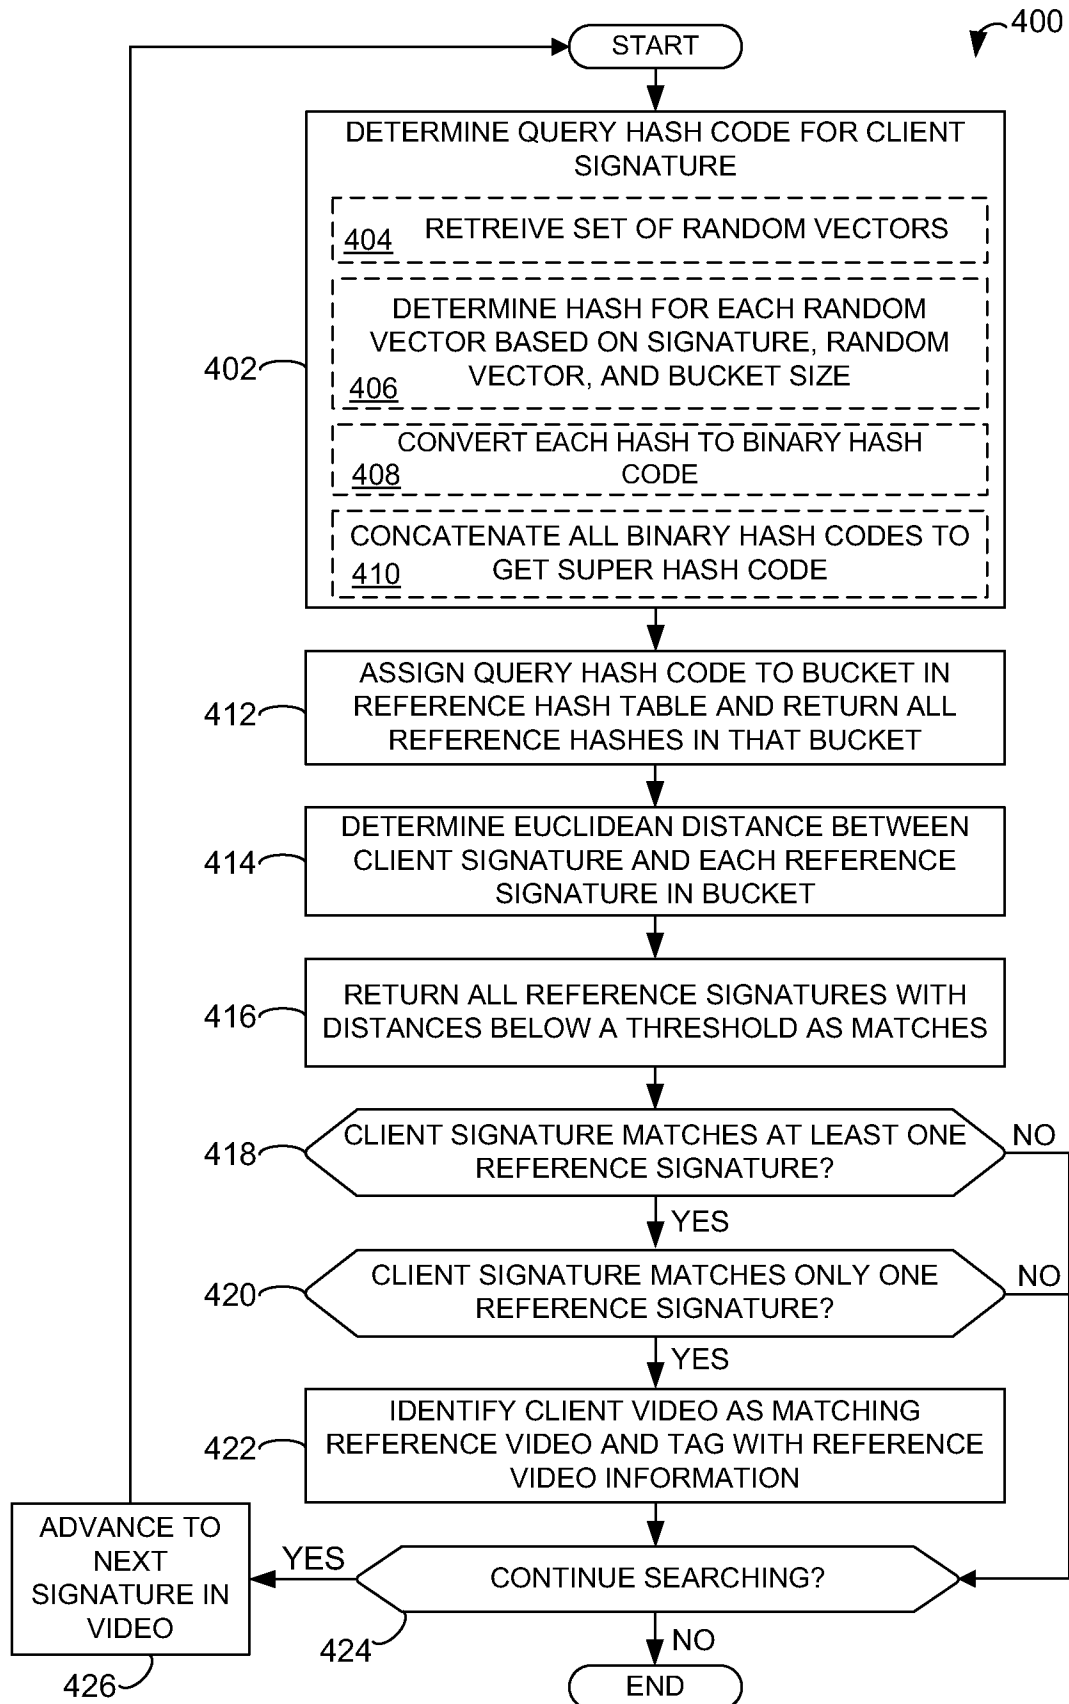 400
START
DETERMINE QUERY HASH CODE FOR CLIENT
SIGNATURE
404
RETREIVE SET OF RANDOM VECTORS
DETERMINE HASH FOR EACH RANDOM
VECTOR BASED ON SIGNATURE, RANDOM
VECTOR, AND BUCKET SIZE
406
402
CONVERT EACH HASH TO BINARY HASH
CODE
408
CONCATENATE ALL BINARY HASH CODES TO
GET SUPER HASH CODE
410
ASSIGN QUERY HASH CODE TO BUCKET IN
REFERENCE HASH TABLE AND RETURN ALL
REFERENCE HASHES IN THAT BUCKET
412
DETERMINE EUCLIDEAN DISTANCE BETWEEN
CLIENT SIGNATURE AND EACH REFERENCE
SIGNATURE IN BUCKET
414
RETURN ALL REFERENCE SIGNATURES WITH
DISTANCES BELOW A THRESHOLD AS MATCHES
416
CLIENT SIGNATURE MATCHES AT LEAST ONE
REFERENCE SIGNATURE?
418
NO
YES
CLIENT SIGNATURE MATCHES ONLY ONE
REFERENCE SIGNATURE?
420
NO
YES
IDENTIFY CLIENT VIDEO AS MATCHING
REFERENCE VIDEO AND TAG WITH REFERENCE
VIDEO INFORMATION
422
CONTINUE SEARCHING?
424
YES
ADVANCE TO
NEXT
SIGNATURE IN
VIDEO
426
NO
END